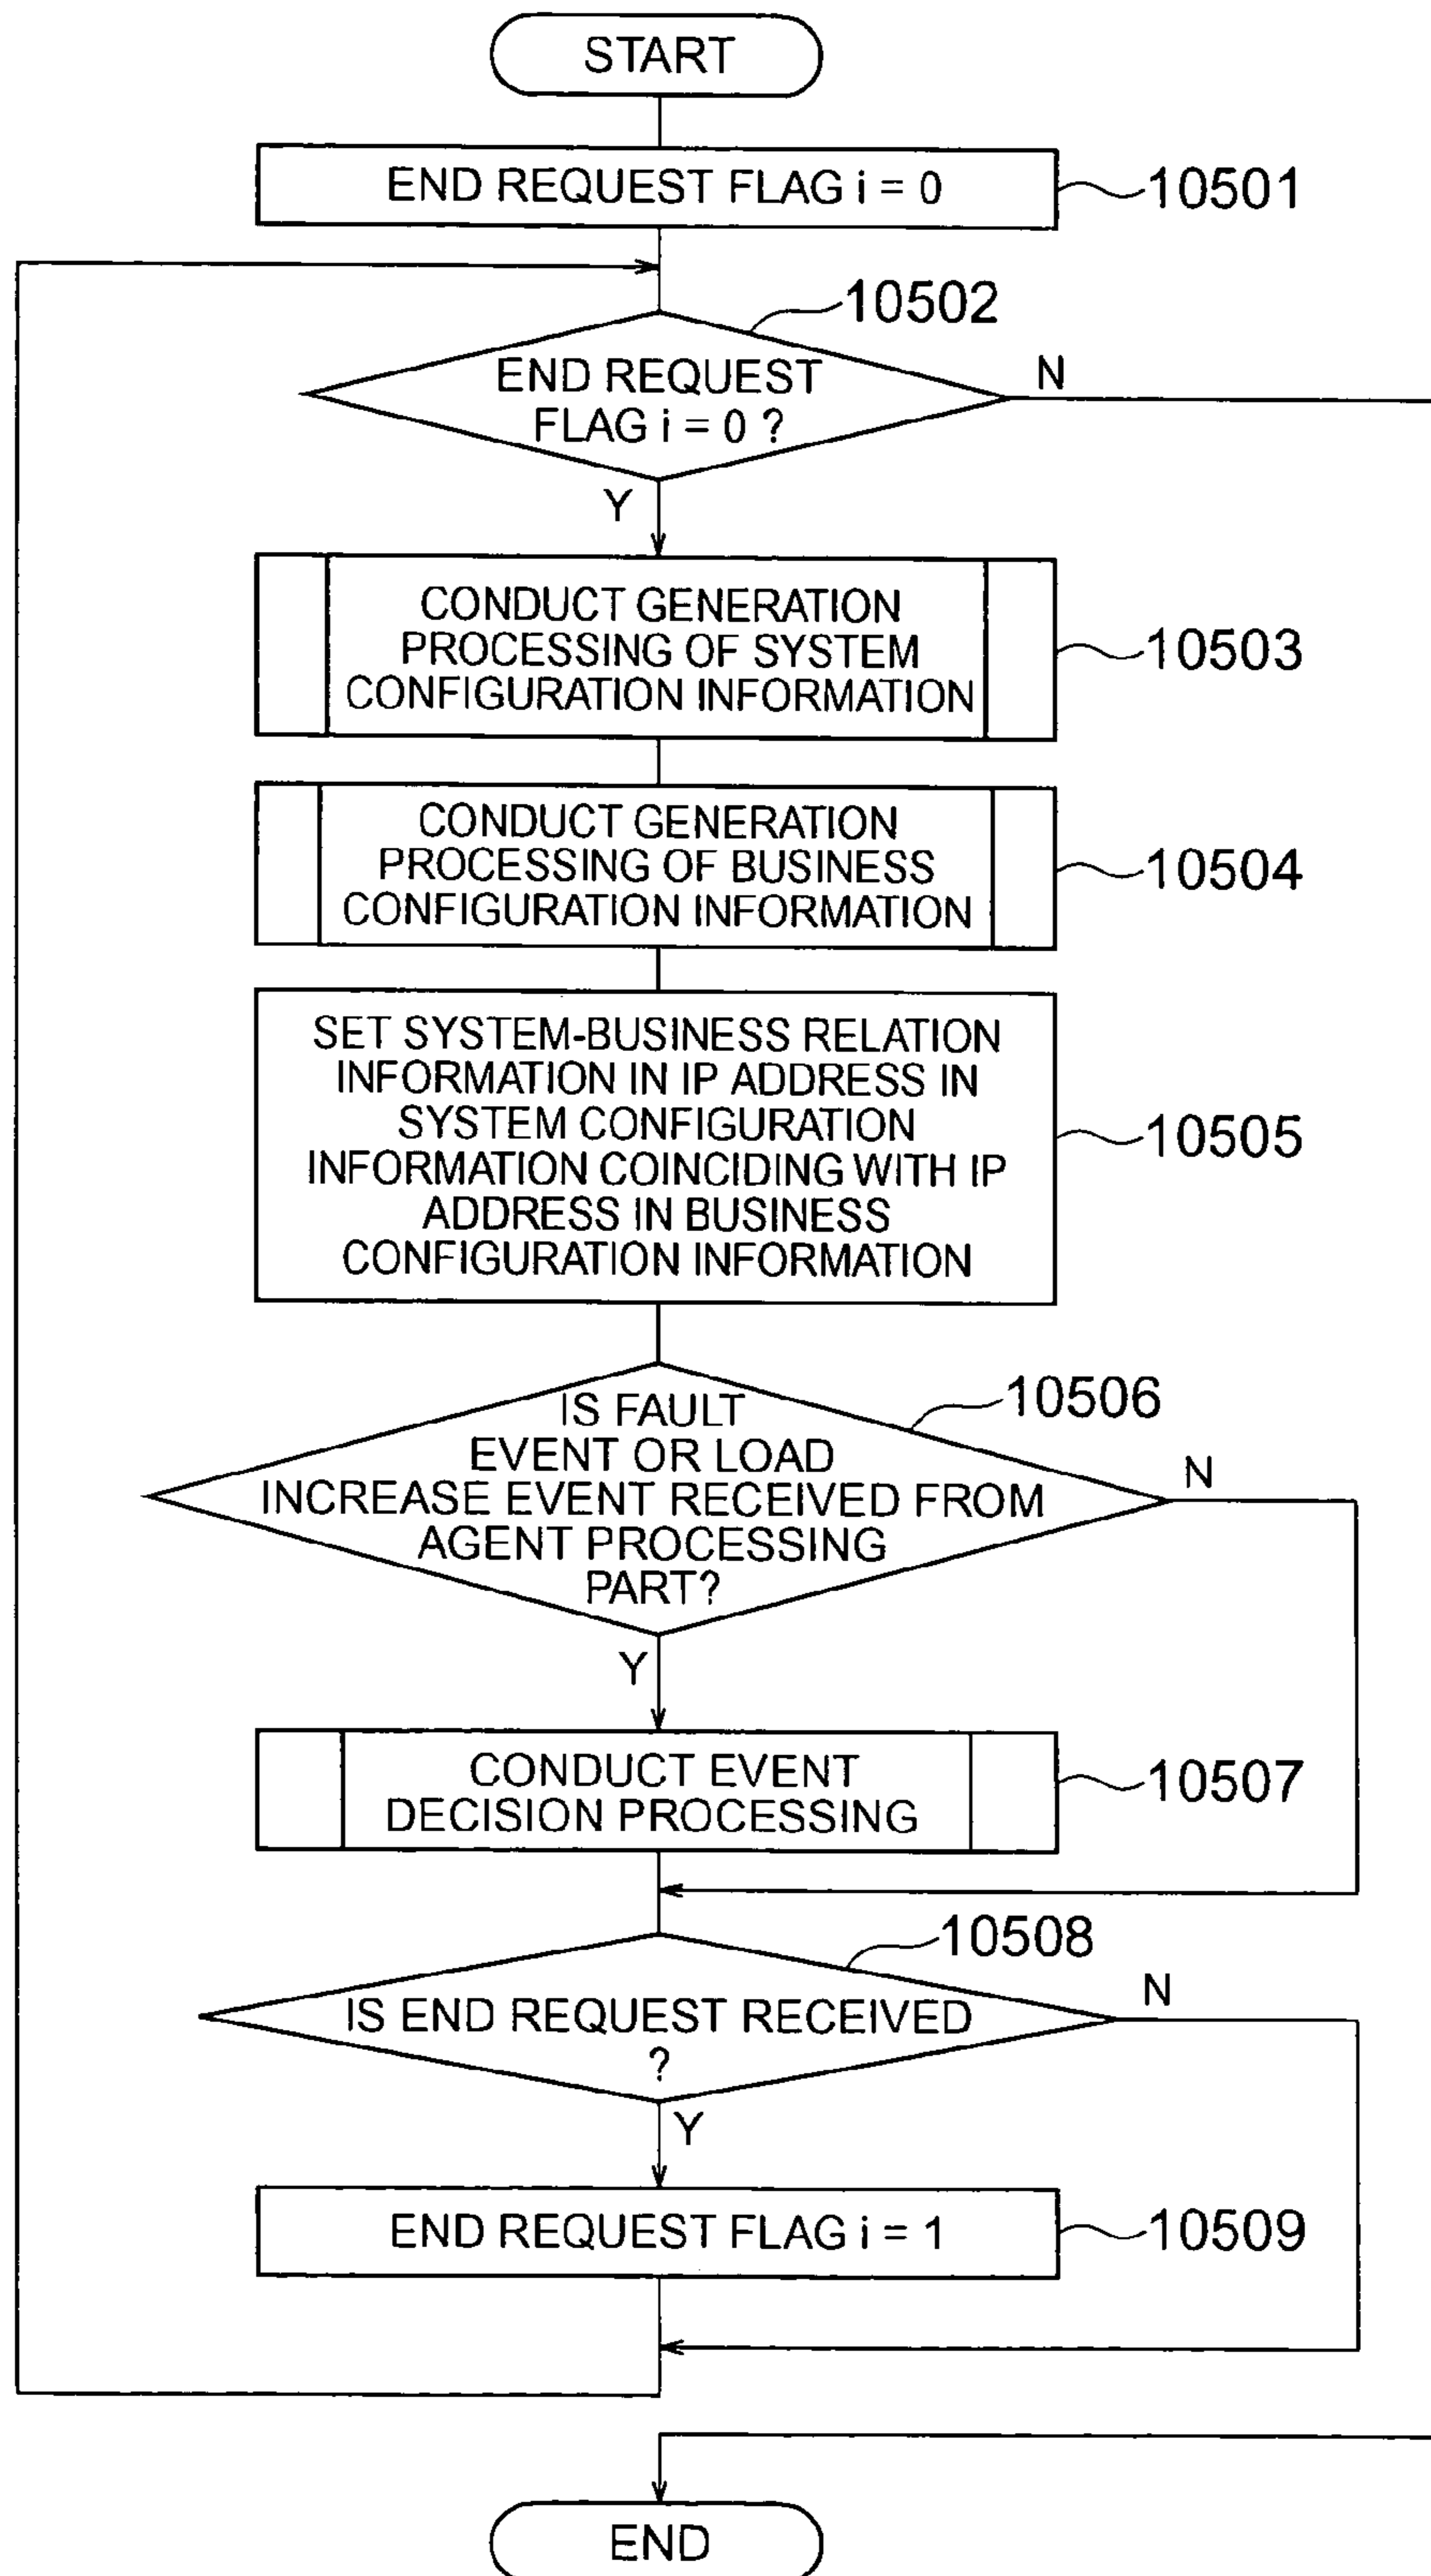 START
END REQUEST FLAG i = 0
10501
10502
END REQUEST
FLAG i = 0 ?
N
Y
CONDUCT GENERATION
PROCESSING OF SYSTEM
CONFIGURATION INFORMATION
10503
CONDUCT GENERATION
PROCESSING OF BUSINESS
CONFIGURATION INFORMATION
10504
SET SYSTEM-BUSINESS RELATION
INFORMATION IN IP ADDRESS IN
SYSTEM CONFIGURATION
INFORMATION COINCIDING WITH IP
ADDRESS IN BUSINESS
CONFIGURATION INFORMATION
10505
10506
IS FAULT
EVENT OR LOAD
INCREASE EVENT RECEIVED FROM
AGENT PROCESSING
PART?
N
Y
CONDUCT EVENT
DECISION PROCESSING
10507
10508
IS END REQUEST RECEIVED
?
N
Y
END REQUEST FLAG i = 1
10509
END